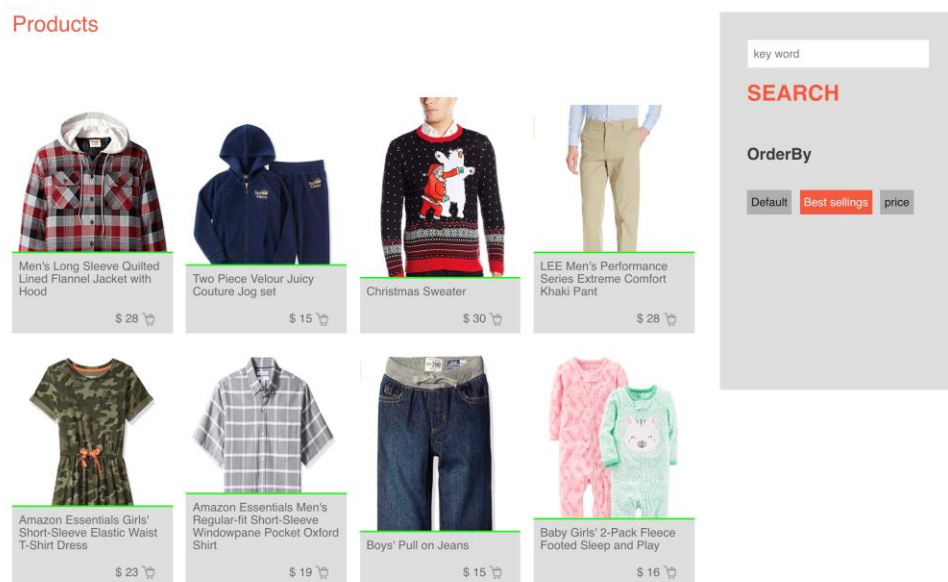 Products
key word
SEARCH
OrderBy
Default
Best sellings
price
Men's Long Sleeve Quilted
Lined Flannel Jacket with
Hood
$ 28
Two Piece Velour Juicy
Couture Jog set
$ 15
Christmas Sweater
$ 30
LEE Men's Performance
Series Extreme Comfort
Khaki Pant
$ 28
Amazon Essentials Girls'
Short-Sleeve Elastic Waist
T-Shirt Dress
$ 23
Amazon Essentials Men's
Regular-fit Short-Sleeve
Windowpane Pocket Oxford
Shirt
$ 19
Boys' Pull on Jeans
$ 15
Baby Girls' 2-Pack Fleece
Footed Sleep and Play
$ 16